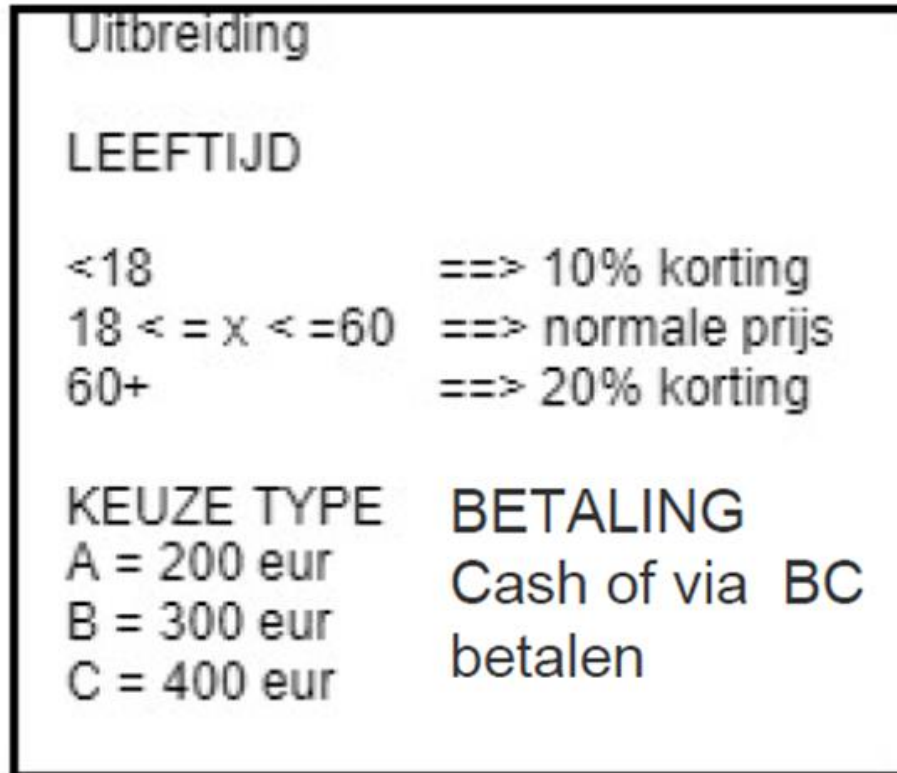 Uitbreiding
LEEFTIJD
<18 ==> 10% korting
18 < = x < =60 ==> normale prijs
60+ ==> 20% korting
KEUZE TYPE
A = 200 eur
B = 300 eur
C = 400 eur
BETALING
Cash of via BC
betalen